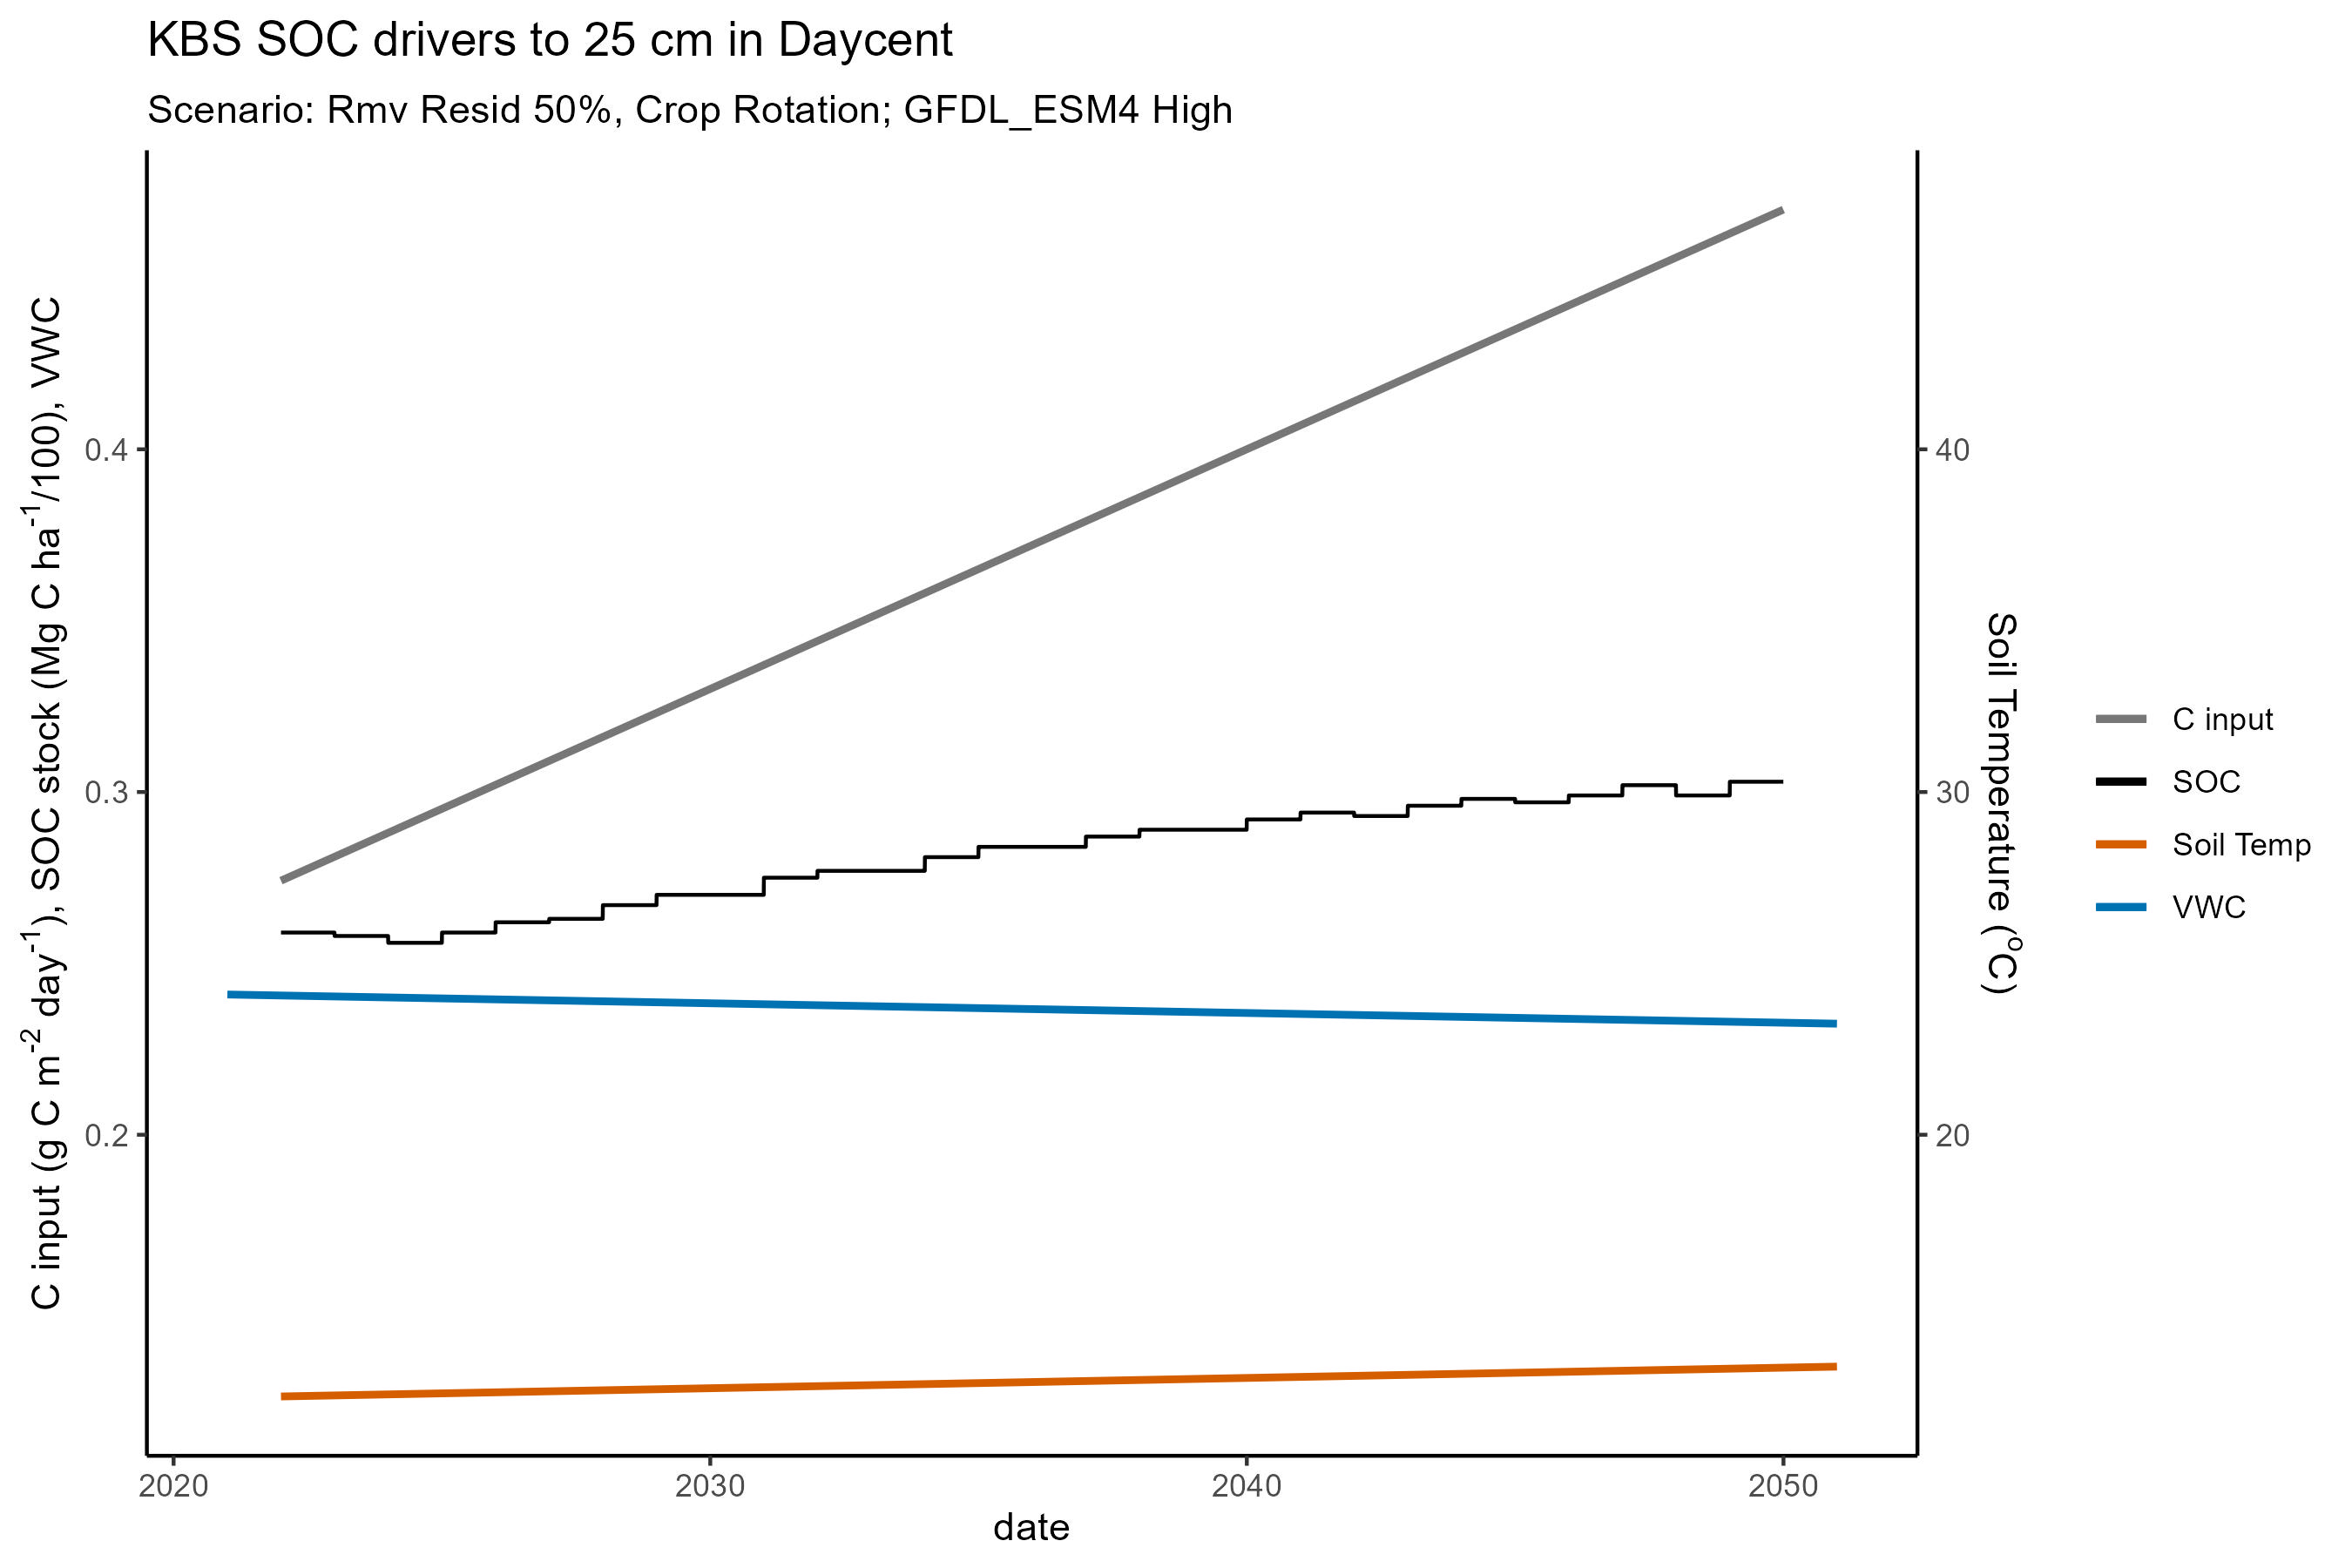 KBS SOC drivers to 25 cm in Daycent
Scenario: Rmv Resid 50%, Crop Rotation; GFDL_ESM4 High
C input (g C m⁻² day⁻¹), SOC stock (Mg C ha⁻¹/100), VWC
0.4
0.3
0.2
40
30
20
Soil Temperature (°C)
C input
SOC
Soil Temp
VWC
2020
2030
2040
2050
date